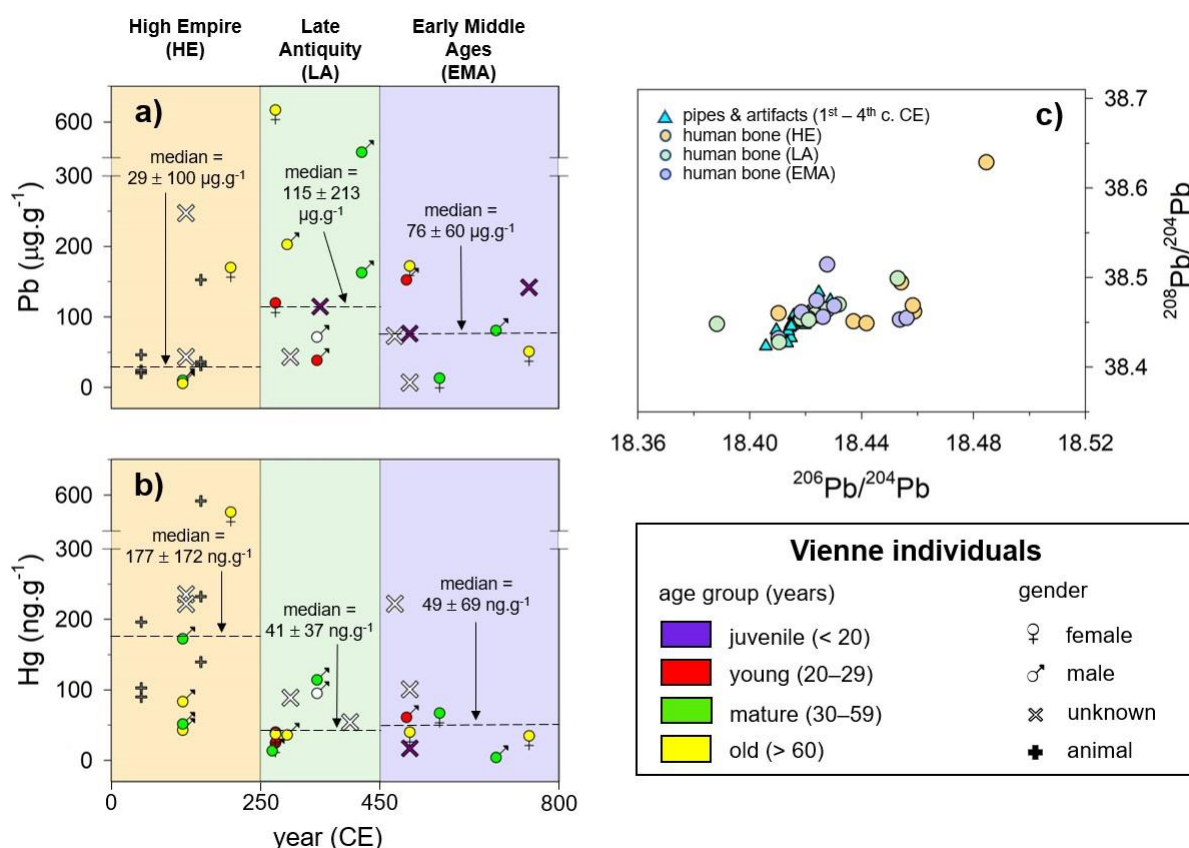 High Empire
(HE)
Late
Antiquity
(LA)
Early Middle
Ages
(EMA)
a)
Pb (µg.g⁻¹)
600
300
200
100
0
median =
29 ± 100 µg.g⁻¹
median =
115 ± 213
µg.g⁻¹
median =
76 ± 60 µg.g⁻¹
b)
Hg (ng.g⁻¹)
600
300
200
100
0
median =
177 ± 172 ng.g⁻¹
median =
41 ± 37 ng.g⁻¹
median =
49 ± 69 ng.g⁻¹
0
250
450
800
year (CE)
c)
pipes & artifacts (1ˢᵗ – 4ᵗʰ c. CE)
human bone (HE)
human bone (LA)
human bone (EMA)
38.7
38.6
38.5
38.4
²⁰⁸Pb/²⁰⁴Pb
18.36
18.40
18.44
18.48
18.52
²⁰⁶Pb/²⁰⁴Pb
Vienne individuals
age group (years)
juvenile (< 20)
young (20–29)
mature (30–59)
old (> 60)
gender
female
male
unknown
animal